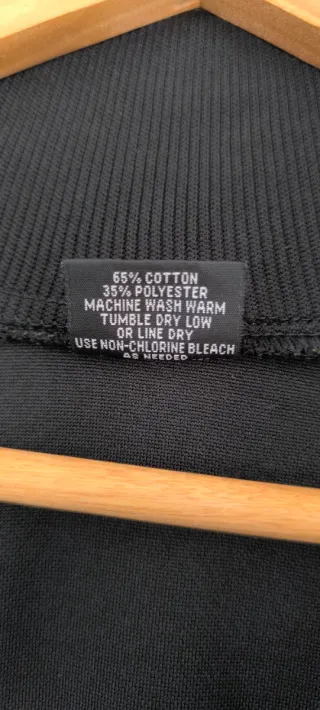 65% COTTON
35% POLYESTER
MACHINE WASH WARM
TUMBLE DRY LOW
OR LINE DRY
USE NON-CHLORINE BLEACH
AS NEEDED